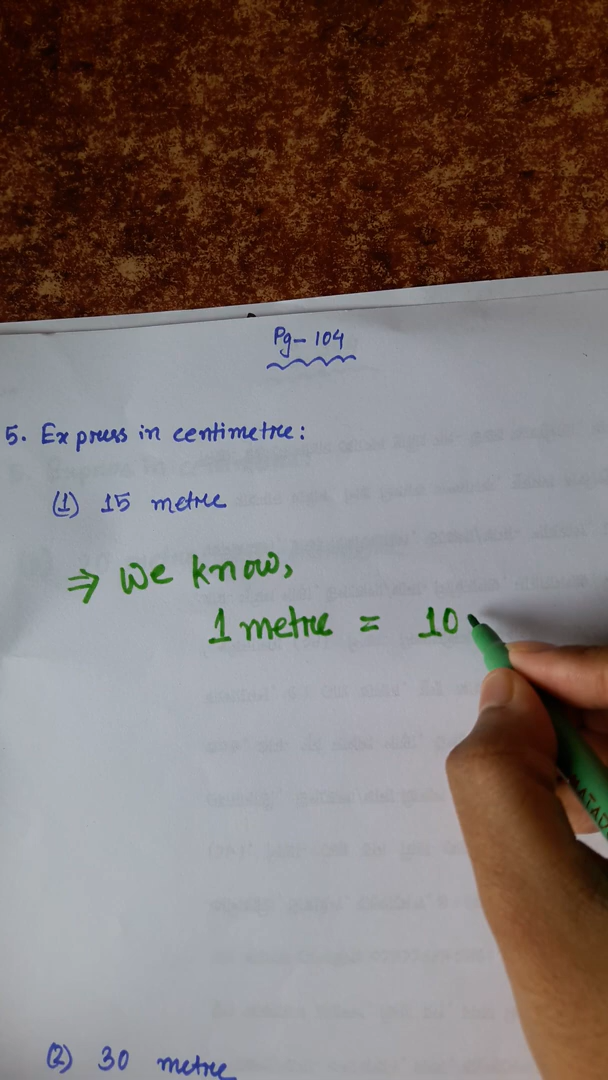 Pg- 104
5. Express in centimetre:
(1) 15 metre
⇒ We know,
1 metre = 10
(2) 30 metre